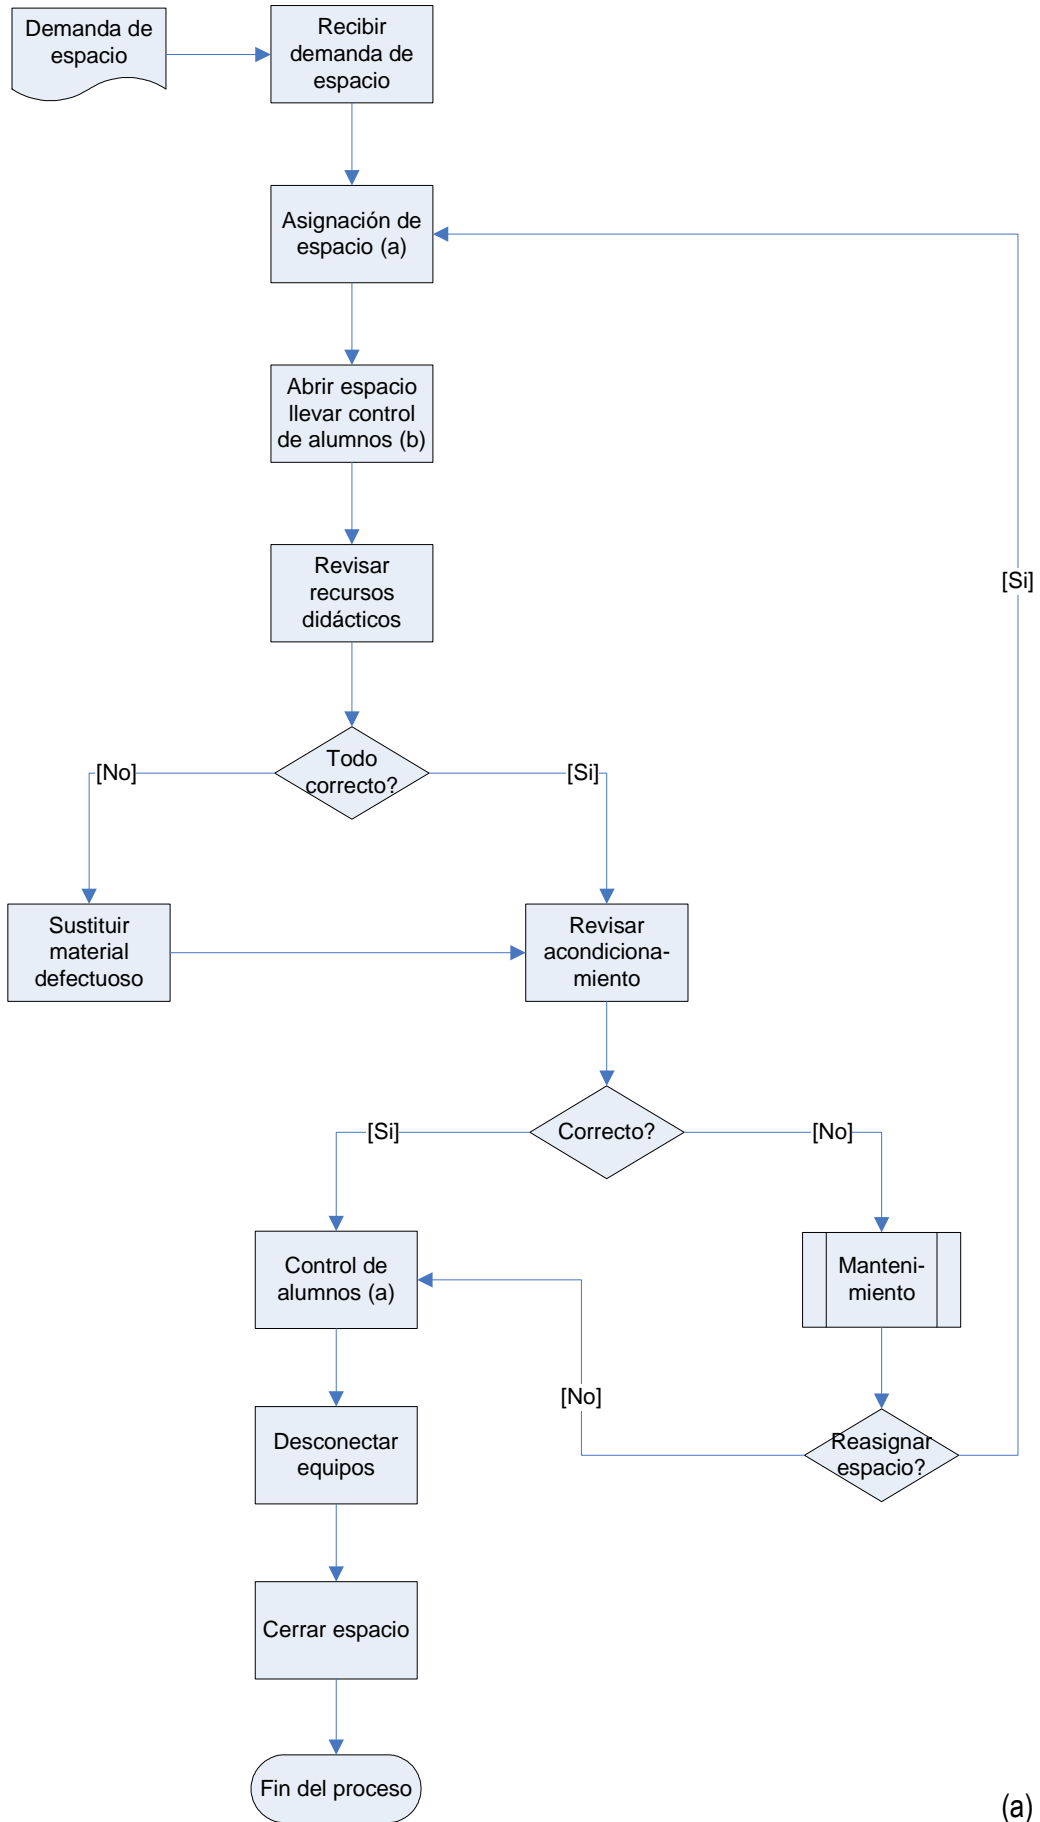 Demanda de
espacio
Recibir
demanda de
espacio
Asignación de
espacio (a)
Abrir espacio
llevar control
de alumnos (b)
Revisar
recursos
didácticos
[Si]
Todo
correcto?
[No]
[Si]
Sustituir
material
defectuoso
Revisar
acondiciona-
miento
[Si]
Correcto?
[No]
Control de
alumnos (a)
Manteni-
miento
[No]
Desconectar
equipos
Reasignar
espacio?
Cerrar espacio
Fin del proceso
(a)